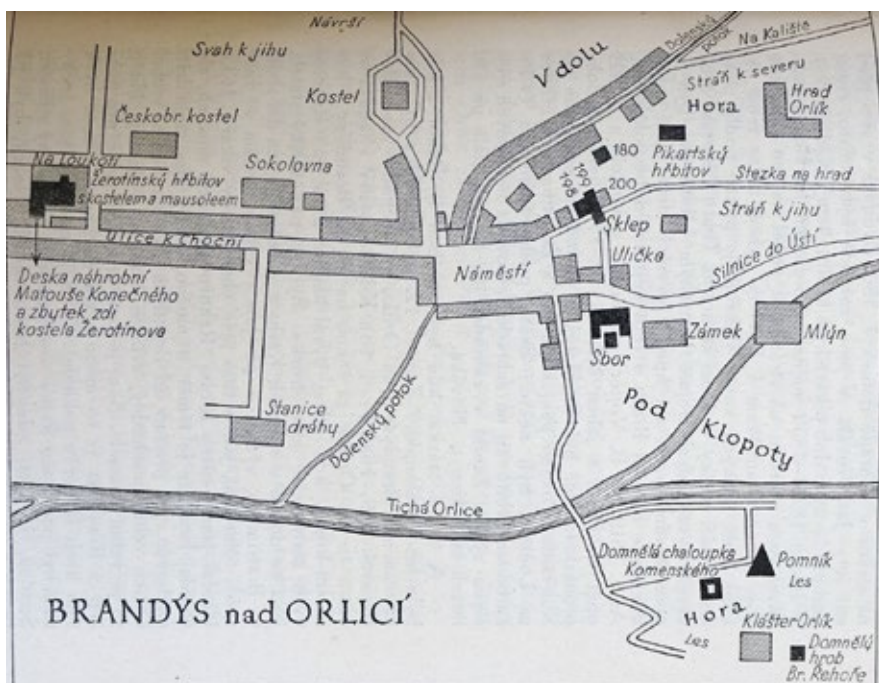 Návrší
Svah k jihu
V dolu
Dolenský
potok
Na Kalište
Stráň k severu
Hora
Hrad
Orlík
Kostel
Českobr. kostel
Na Loukoti
Žerotínský hřbitov
s kostelem a mausoleem
Sokolovna
180
Pikartský
hřbitov
198
199
200
Stezka na hrad
Sklep
Stráň k jihu
Ulice k Chocni
Ulička
Silnice do Ústí
Náměstí
Deska náhrobní
Matouše Konečného
a zbytek zdi
kostela Žerotínova
Sbor
Zámek
Mlýn
Stanice
dráhy
Dolenský potok
Pod
Klopoty
Tichá Orlice
Domnělá chaloupka
Komenského
Pomník
Les
Hora
Les
Klášter Orlík
Domnělý
hrob
Br. Řehoře
BRANDÝS nad ORLICÍ